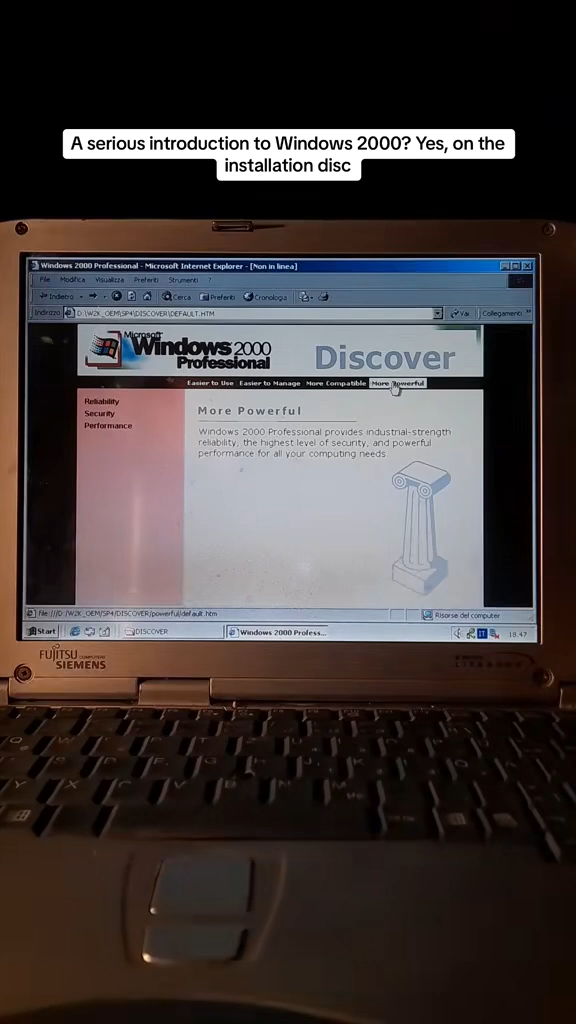 A serious introduction to Windows 2000? Yes, on the
installation disc
Windows 2000 Professional - Microsoft Internet Explorer - [Non in linea]
File Modifica Visualizza Preferiti Strumenti ?
Indietro Cerca Preferiti Cronologia
Indirizzo D:\W2K_OEM\SP4\DISCOVER\DEFAULT.HTM Vai Collegamenti »
Microsoft
Windows 2000
Professional
Discover
Easier to Use Easier to Manage More Compatible More Powerful
Reliability
Security
Performance
More Powerful
Windows 2000 Professional provides industrial-strength
reliability, the highest level of security, and powerful
performance for all your computing needs.
file:///D:/W2K_OEM/SP4/DISCOVER/powerful/default.htm Risorse del computer
Start DISCOVER Windows 2000 Profess... IT 18.47
FUJITSU COMPUTERS
SIEMENS
LIFEBOOK